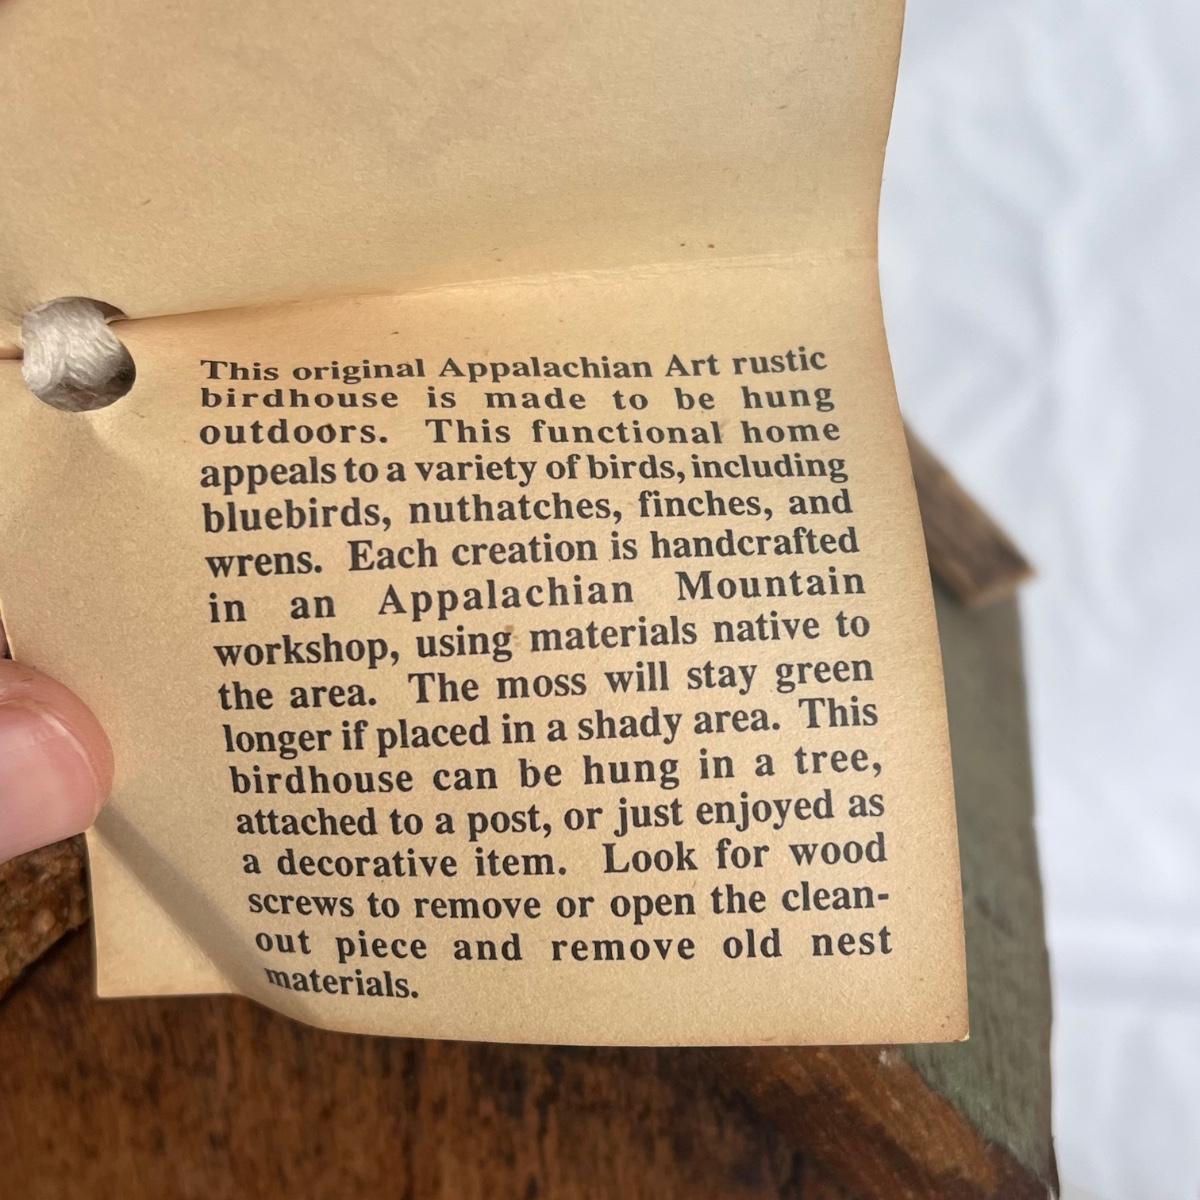 This original Appalachian Art rustic
birdhouse is made to be hung
outdoors. This functional home
appeals to a variety of birds, including
bluebirds, nuthatches, finches, and
wrens. Each creation is handcrafted
in an Appalachian Mountain
workshop, using materials native to
the area. The moss will stay green
longer if placed in a shady area. This
birdhouse can be hung in a tree,
attached to a post, or just enjoyed as
a decorative item. Look for wood
screws to remove or open the clean-
out piece and remove old nest
materials.